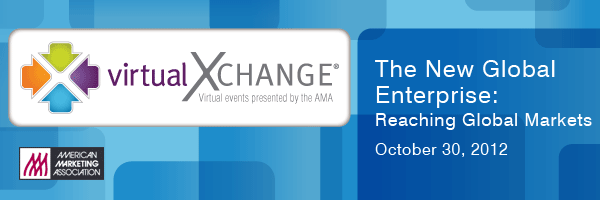 virtualXCHANGE®
Virtual events presented by the AMA
AMERICAN
MARKETING
ASSOCIATION
The New Global
Enterprise:
Reaching Global Markets
October 30, 2012